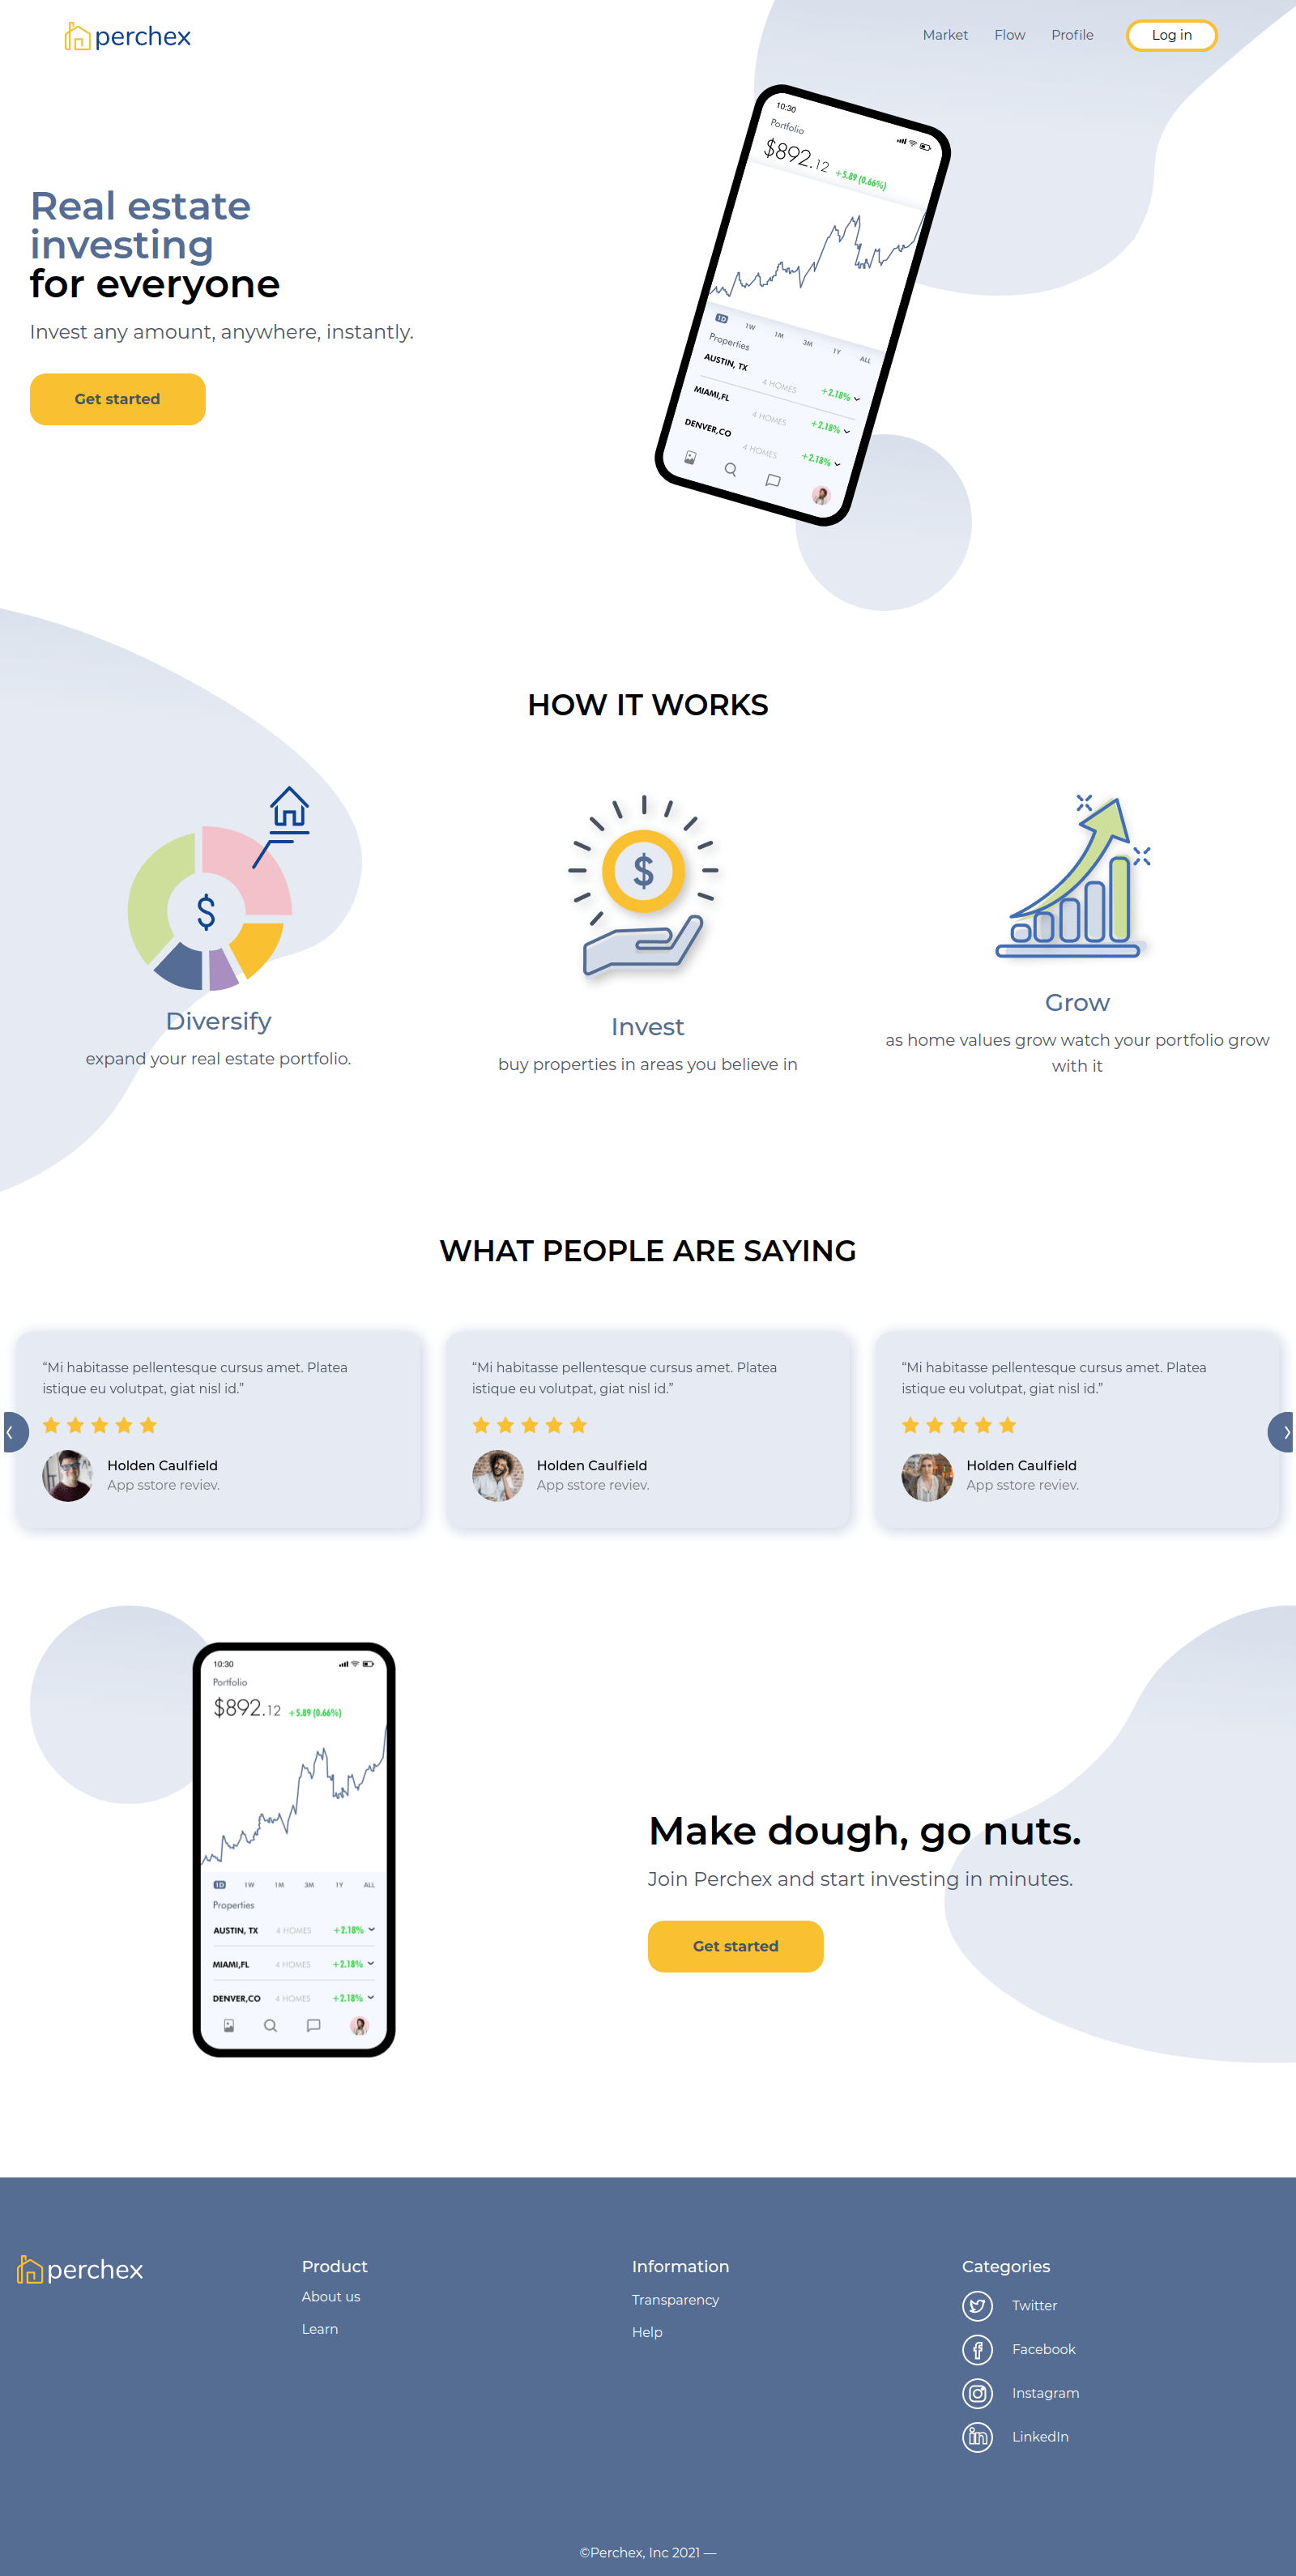 perchex
Market Flow Profile Log in
Real estate
investing
for everyone
Invest any amount, anywhere, instantly.
Get started
10:30
Portfolio
$892.12 +5.89 (0.66%)
1D 1W 1M 3M 1Y ALL
Properties
AUSTIN, TX 4 HOMES +2.18%
MIAMI,FL 4 HOMES +2.18%
DENVER,CO 4 HOMES +2.18%
HOW IT WORKS
$
Diversify
expand your real estate portfolio.
$
Invest
buy properties in areas you believe in
Grow
as home values grow watch your portfolio grow
with it
WHAT PEOPLE ARE SAYING
“Mi habitasse pellentesque cursus amet. Platea
istique eu volutpat, giat nisl id.”
Holden Caulfield
App sstore reviev.
“Mi habitasse pellentesque cursus amet. Platea
istique eu volutpat, giat nisl id.”
Holden Caulfield
App sstore reviev.
“Mi habitasse pellentesque cursus amet. Platea
istique eu volutpat, giat nisl id.”
Holden Caulfield
App sstore reviev.
10:30
Portfolio
$892.12 +5.89 (0.66%)
1D 1W 1M 3M 1Y ALL
Properties
AUSTIN, TX 4 HOMES +2.18%
MIAMI,FL 4 HOMES +2.18%
DENVER,CO 4 HOMES +2.18%
Make dough, go nuts.
Join Perchex and start investing in minutes.
Get started
perchex
Product
About us
Learn
Information
Transparency
Help
Categories
Twitter
Facebook
Instagram
LinkedIn
©Perchex, Inc 2021 —